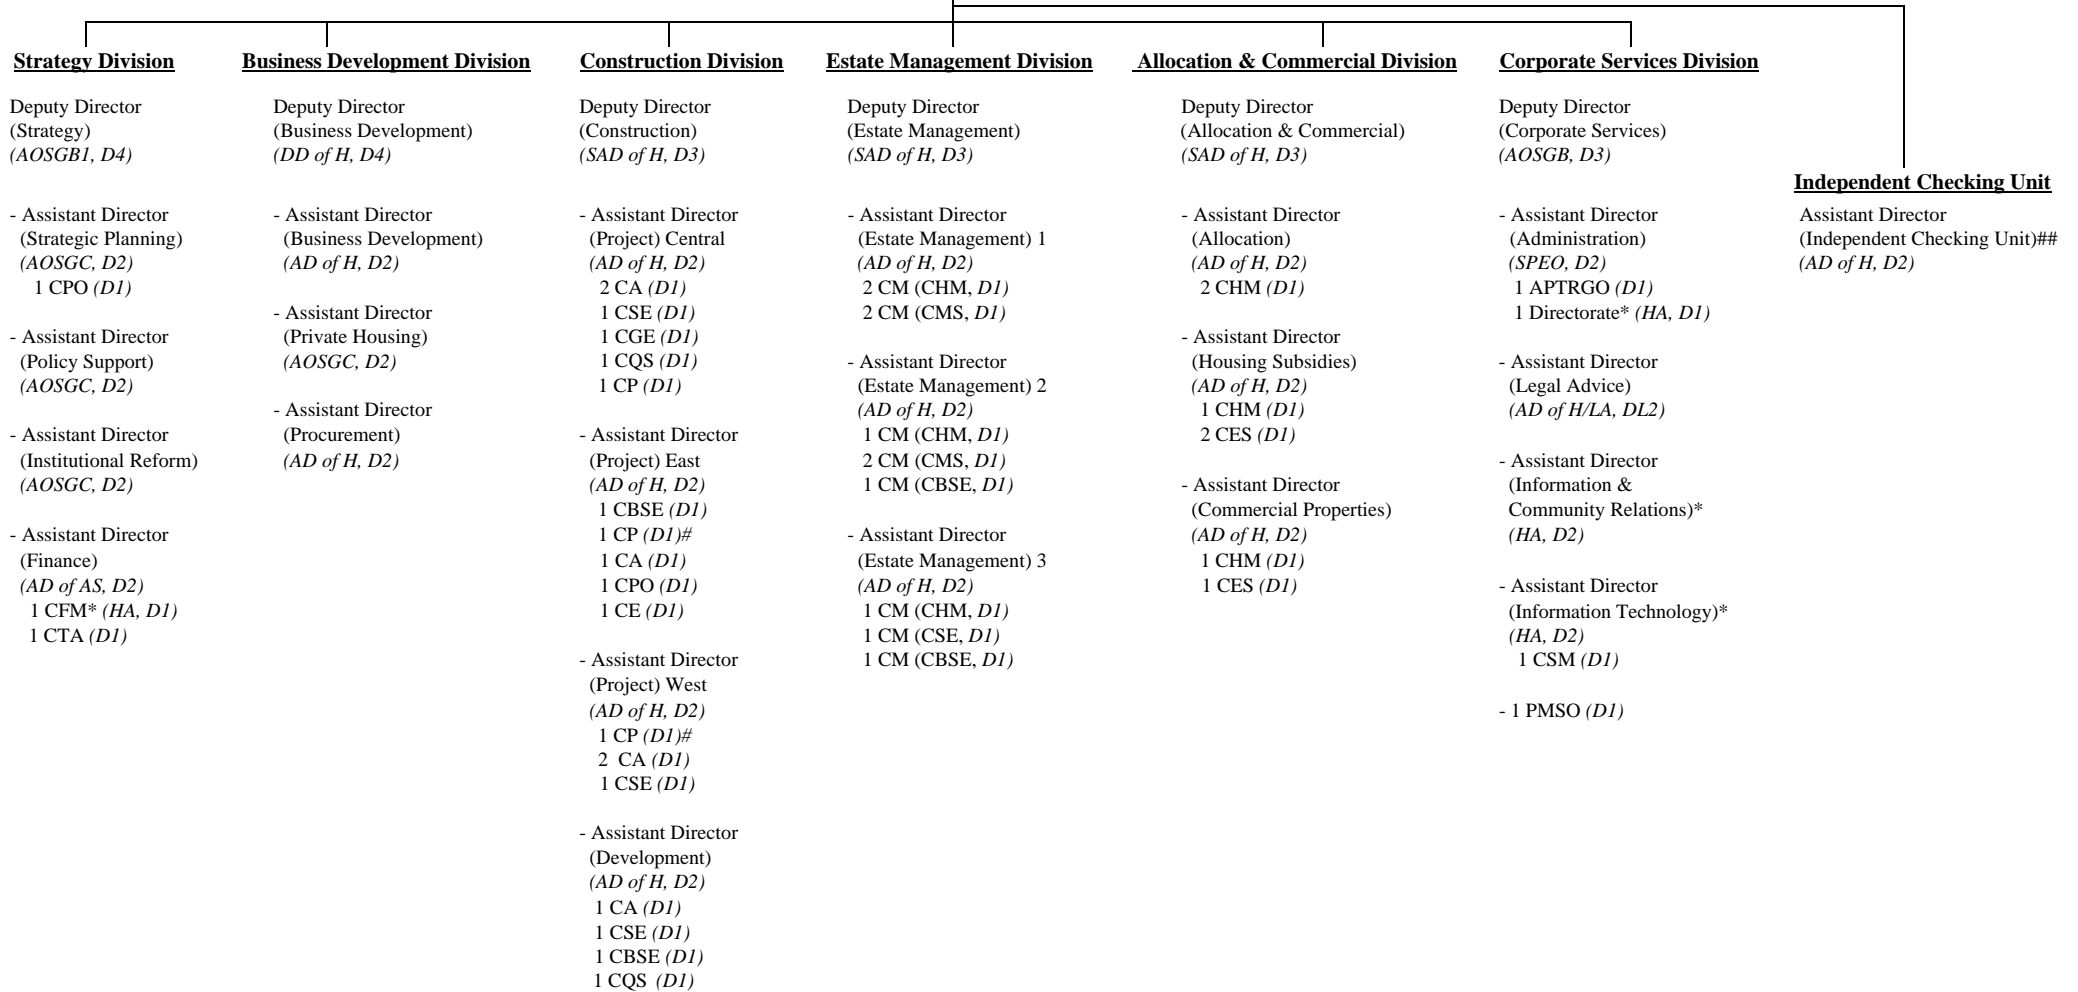 Strategy Division
Deputy Director
(Strategy)
(AOSGB1, D4)
- Assistant Director
(Strategic Planning)
(AOSGC, D2)
1 CPO (D1)
- Assistant Director
(Policy Support)
(AOSGC, D2)
- Assistant Director
(Institutional Reform)
(AOSGC, D2)
- Assistant Director
(Finance)
(AD of AS, D2)
1 CFM* (HA, D1)
1 CTA (D1)
Business Development Division
Deputy Director
(Business Development)
(DD of H, D4)
- Assistant Director
(Business Development)
(AD of H, D2)
- Assistant Director
(Private Housing)
(AOSGC, D2)
- Assistant Director
(Procurement)
(AD of H, D2)
Construction Division
Deputy Director
(Construction)
(SAD of H, D3)
- Assistant Director
(Project) Central
(AD of H, D2)
2 CA (D1)
1 CSE (D1)
1 CGE (D1)
1 CQS (D1)
1 CP (D1)
- Assistant Director
(Project) East
(AD of H, D2)
1 CBSE (D1)
1 CP (D1)#
1 CA (D1)
1 CPO (D1)
1 CE (D1)
- Assistant Director
(Project) West
(AD of H, D2)
1 CP (D1)#
2 CA (D1)
1 CSE (D1)
- Assistant Director
(Development)
(AD of H, D2)
1 CA (D1)
1 CSE (D1)
1 CBSE (D1)
1 CQS (D1)
Estate Management Division
Deputy Director
(Estate Management)
(SAD of H, D3)
- Assistant Director
(Estate Management) 1
(AD of H, D2)
2 CM (CHM, D1)
2 CM (CMS, D1)
- Assistant Director
(Estate Management) 2
(AD of H, D2)
1 CM (CHM, D1)
2 CM (CMS, D1)
1 CM (CBSE, D1)
- Assistant Director
(Estate Management) 3
(AD of H, D2)
1 CM (CHM, D1)
1 CM (CSE, D1)
1 CM (CBSE, D1)
Allocation & Commercial Division
Deputy Director
(Allocation & Commercial)
(SAD of H, D3)
- Assistant Director
(Allocation)
(AD of H, D2)
2 CHM (D1)
- Assistant Director
(Housing Subsidies)
(AD of H, D2)
1 CHM (D1)
2 CES (D1)
- Assistant Director
(Commercial Properties)
(AD of H, D2)
1 CHM (D1)
1 CES (D1)
Corporate Services Division
Deputy Director
(Corporate Services)
(AOSGB, D3)
- Assistant Director
(Administration)
(SPEO, D2)
1 APTRGO (D1)
1 Directorate* (HA, D1)
- Assistant Director
(Legal Advice)
(AD of H/LA, DL2)
- Assistant Director
(Information &
Community Relations)*
(HA, D2)
- Assistant Director
(Information Technology)*
(HA, D2)
1 CSM (D1)
- 1 PMSO (D1)
Independent Checking Unit
Assistant Director
(Independent Checking Unit)##
(AD of H, D2)